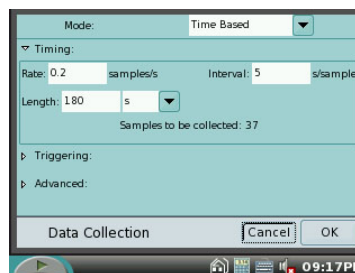 Mode: Time Based
Timing:
Rate: 0.2 samples/s Interval: 5 s/sample
Length: 180 s
Samples to be collected: 37
Triggering:
Advanced:
Data Collection Cancel OK
09:17P